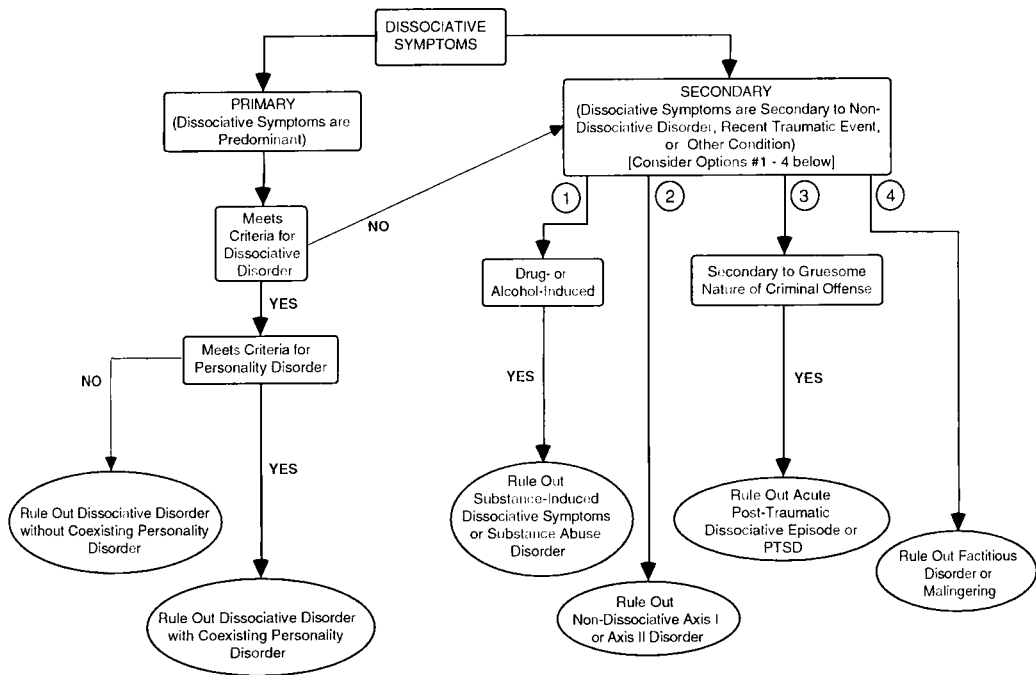 DISSOCIATIVE
SYMPTOMS
PRIMARY
(Dissociative Symptoms are
Predominant)
SECONDARY
(Dissociative Symptoms are Secondary to Non-
Dissociative Disorder, Recent Traumatic Event,
or Other Condition)
[Consider Options #1 - 4 below]
1
2
3
4
Meets
Criteria for
Dissociative
Disorder
NO
YES
Drug- or
Alcohol-Induced
Secondary to Gruesome
Nature of Criminal Offense
Meets Criteria for
Personality Disorder
NO
YES
YES
YES
Rule Out Dissociative Disorder
without Coexisting Personality
Disorder
Rule Out Dissociative Disorder
with Coexisting Personality
Disorder
Rule Out
Substance-Induced
Dissociative Symptoms
or Substance Abuse
Disorder
Rule Out
Non-Dissociative Axis I
or Axis II Disorder
Rule Out Acute
Post-Traumatic
Dissociative Episode or
PTSD
Rule Out Factitious
Disorder or
Malingering